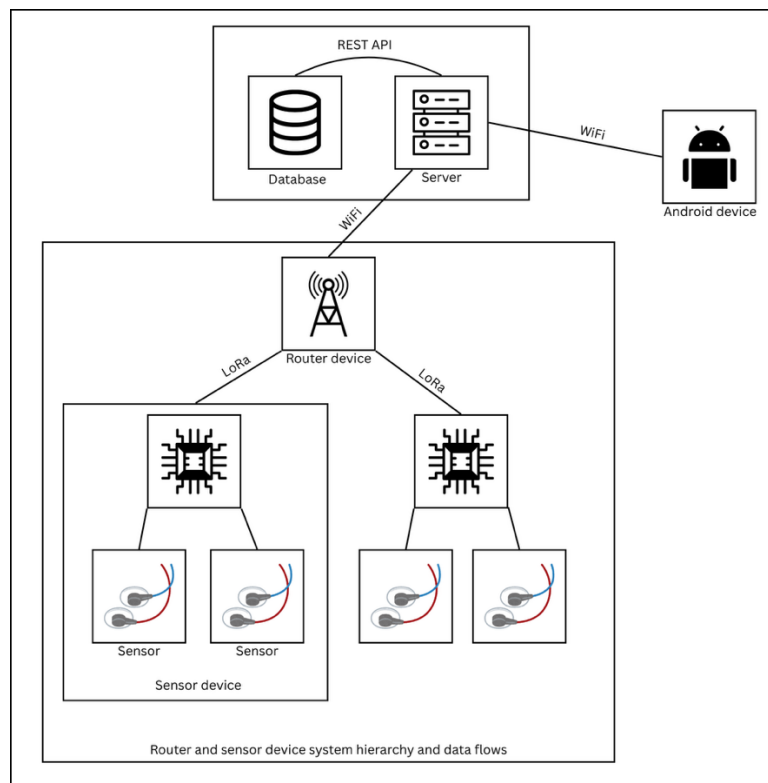 REST API
Database
Server
WiFi
Android device
WiFi
Router device
LoRa
LoRa
Sensor
Sensor
Sensor device
Router and sensor device system hierarchy and data flows